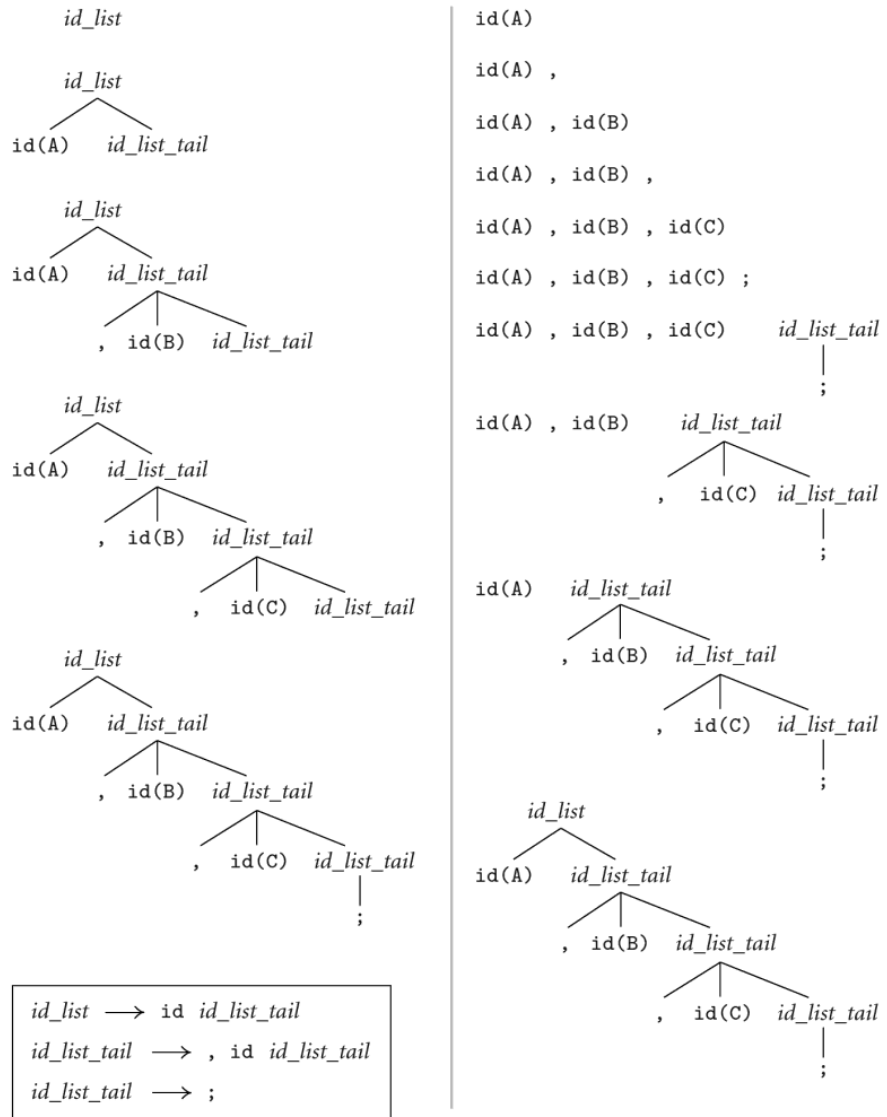 id_list
id_list
id(A) id_list_tail
id_list
id(A) id_list_tail
, id(B) id_list_tail
id_list
id(A) id_list_tail
, id(B) id_list_tail
, id(C) id_list_tail
id_list
id(A) id_list_tail
, id(B) id_list_tail
, id(C) id_list_tail
;
id_list ⟶ id id_list_tail
id_list_tail ⟶ , id id_list_tail
id_list_tail ⟶ ;
id(A)
id(A) ,
id(A) , id(B)
id(A) , id(B) ,
id(A) , id(B) , id(C)
id(A) , id(B) , id(C) ;
id(A) , id(B) , id(C) id_list_tail
;
id(A) , id(B) id_list_tail
, id(C) id_list_tail
;
id(A) id_list_tail
, id(B) id_list_tail
, id(C) id_list_tail
;
id_list
id(A) id_list_tail
, id(B) id_list_tail
, id(C) id_list_tail
;